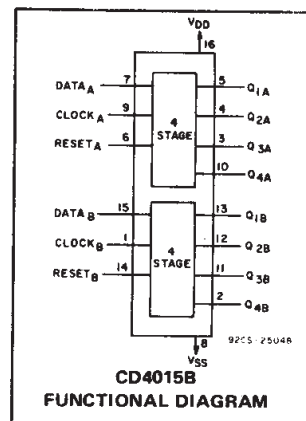 VDD
16
DATAA 7 5 Q1A
CLOCKA 9 4 Q2A
4 STAGE
RESETA 6 3 Q3A
10 Q4A
DATAB 15 13 Q1B
CLOCKB 1 12 Q2B
4 STAGE
RESETB 14 11 Q3B
2 Q4B
8 92CS-25048
VSS
CD4015B
FUNCTIONAL DIAGRAM